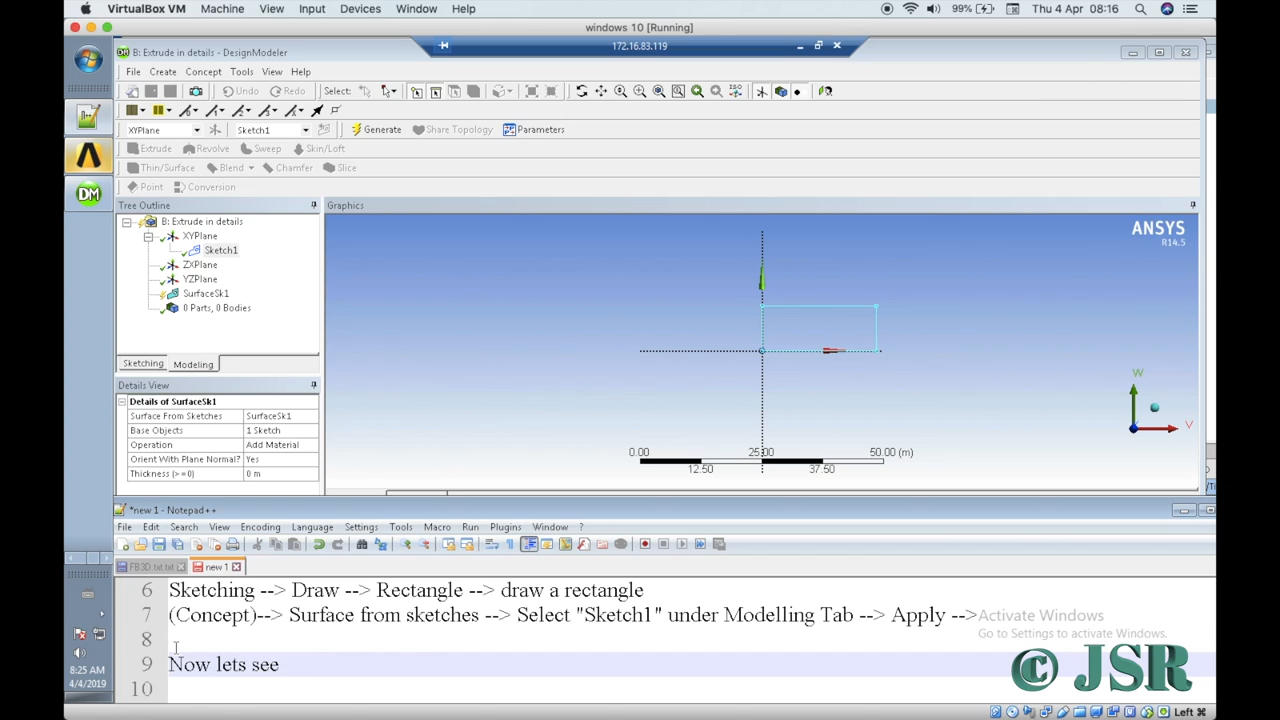 VirtualBox VM Machine View Input Devices Window Help 99% Thu 4 Apr 08:16
windows 10 [Running]
172.16.83.119
B: Extrude in details - DesignModeler
File Create Concept Tools View Help
Undo Redo Select:
XYPlane Sketch1 Generate Share Topology Parameters
Extrude Revolve Sweep Skin/Loft
Thin/Surface Blend Chamfer Slice
Point Conversion
Tree Outline
Graphics
B: Extrude in details
XYPlane
Sketch1
ZXPlane
YZPlane
SurfaceSk1
0 Parts, 0 Bodies
Sketching Modeling
Details View
Details of SurfaceSk1
Surface From Sketches SurfaceSk1
Base Objects 1 Sketch
Operation Add Material
Orient With Plane Normal? Yes
Thickness (>=0) 0 m
ANSYS
R14.5
W
V
0.00 25.00 50.00 (m)
12.50 37.50
*new 1 - Notepad++
File Edit Search View Encoding Language Settings Tools Macro Run Plugins Window ?
FB3D.txt.txt new 1
6 Sketching --> Draw --> Rectangle --> draw a rectangle
7 (Concept)--> Surface from sketches --> Select "Sketch1" under Modelling Tab --> Apply -->
8
9 Now lets see
10
Activate Windows
Go to Settings to activate Windows.
© JSR
8:25 AM
4/4/2019
Left ⌘